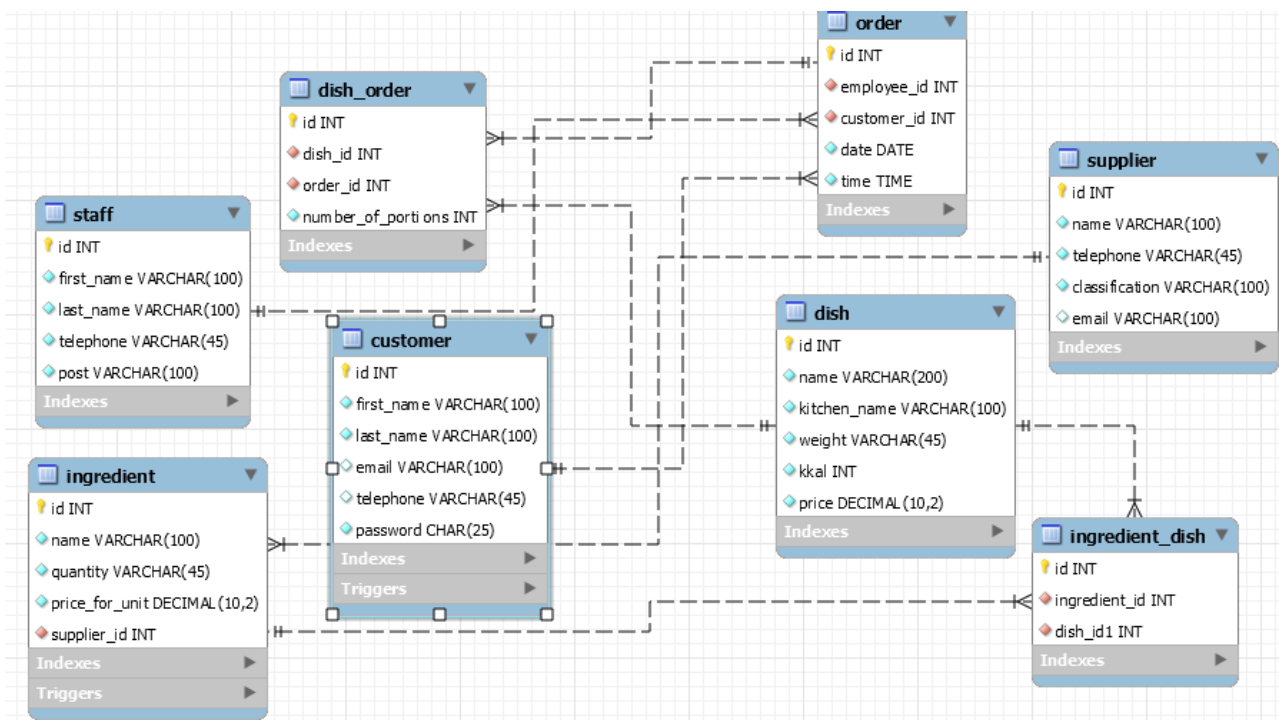 order
id INT
employee_id INT
customer_id INT
date DATE
time TIME
Indexes
dish_order
id INT
dish_id INT
order_id INT
number_of_portions INT
Indexes
supplier
id INT
name VARCHAR(100)
telephone VARCHAR(45)
classification VARCHAR(100)
email VARCHAR(100)
Indexes
staff
id INT
first_name VARCHAR(100)
last_name VARCHAR(100)
telephone VARCHAR(45)
post VARCHAR(100)
Indexes
customer
id INT
first_name VARCHAR(100)
last_name VARCHAR(100)
email VARCHAR(100)
telephone VARCHAR(45)
password CHAR(25)
Indexes
Triggers
dish
id INT
name VARCHAR(200)
kitchen_name VARCHAR(100)
weight VARCHAR(45)
kkal INT
price DECIMAL(10,2)
Indexes
ingredient
id INT
name VARCHAR(100)
quantity VARCHAR(45)
price_for_unit DECIMAL(10,2)
supplier_id INT
Indexes
Triggers
ingredient_dish
id INT
ingredient_id INT
dish_id1 INT
Indexes